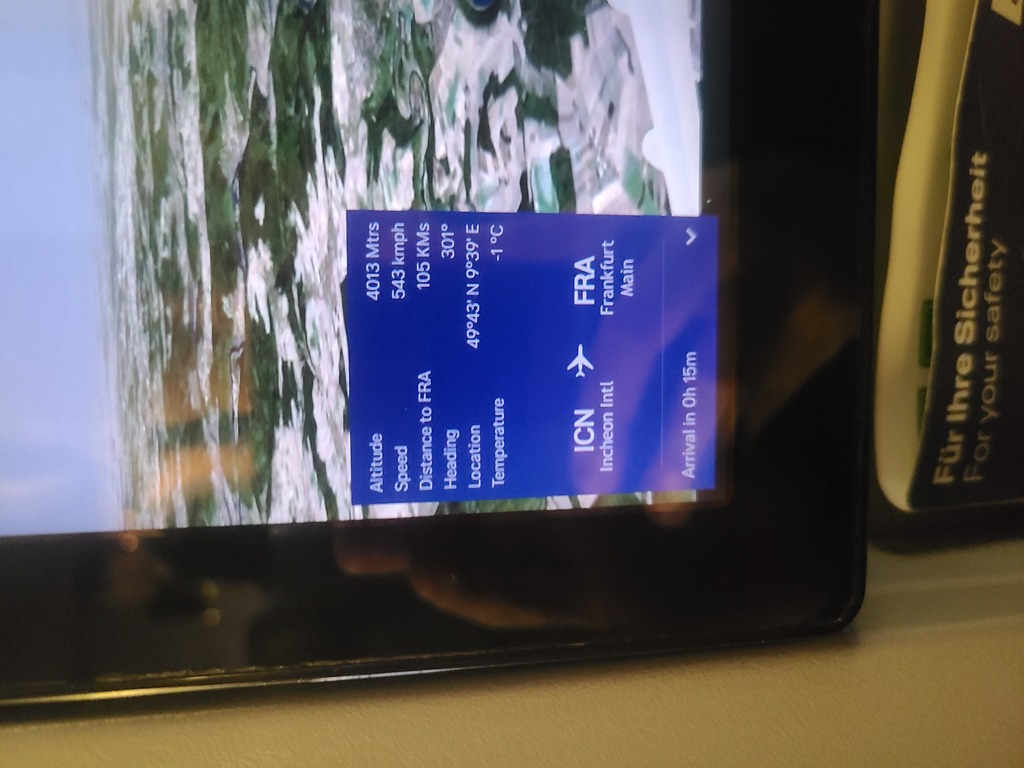 Altitude 4013 Mtrs
Speed 543 kmph
Distance to FRA 105 KMs
Heading 301°
Location 49°43' N 9°39' E
Temperature -1 °C
ICN FRA
Incheon Intl Frankfurt
Main
Arrival in 0h 15m
Für Ihre Sicherheit
For your safety